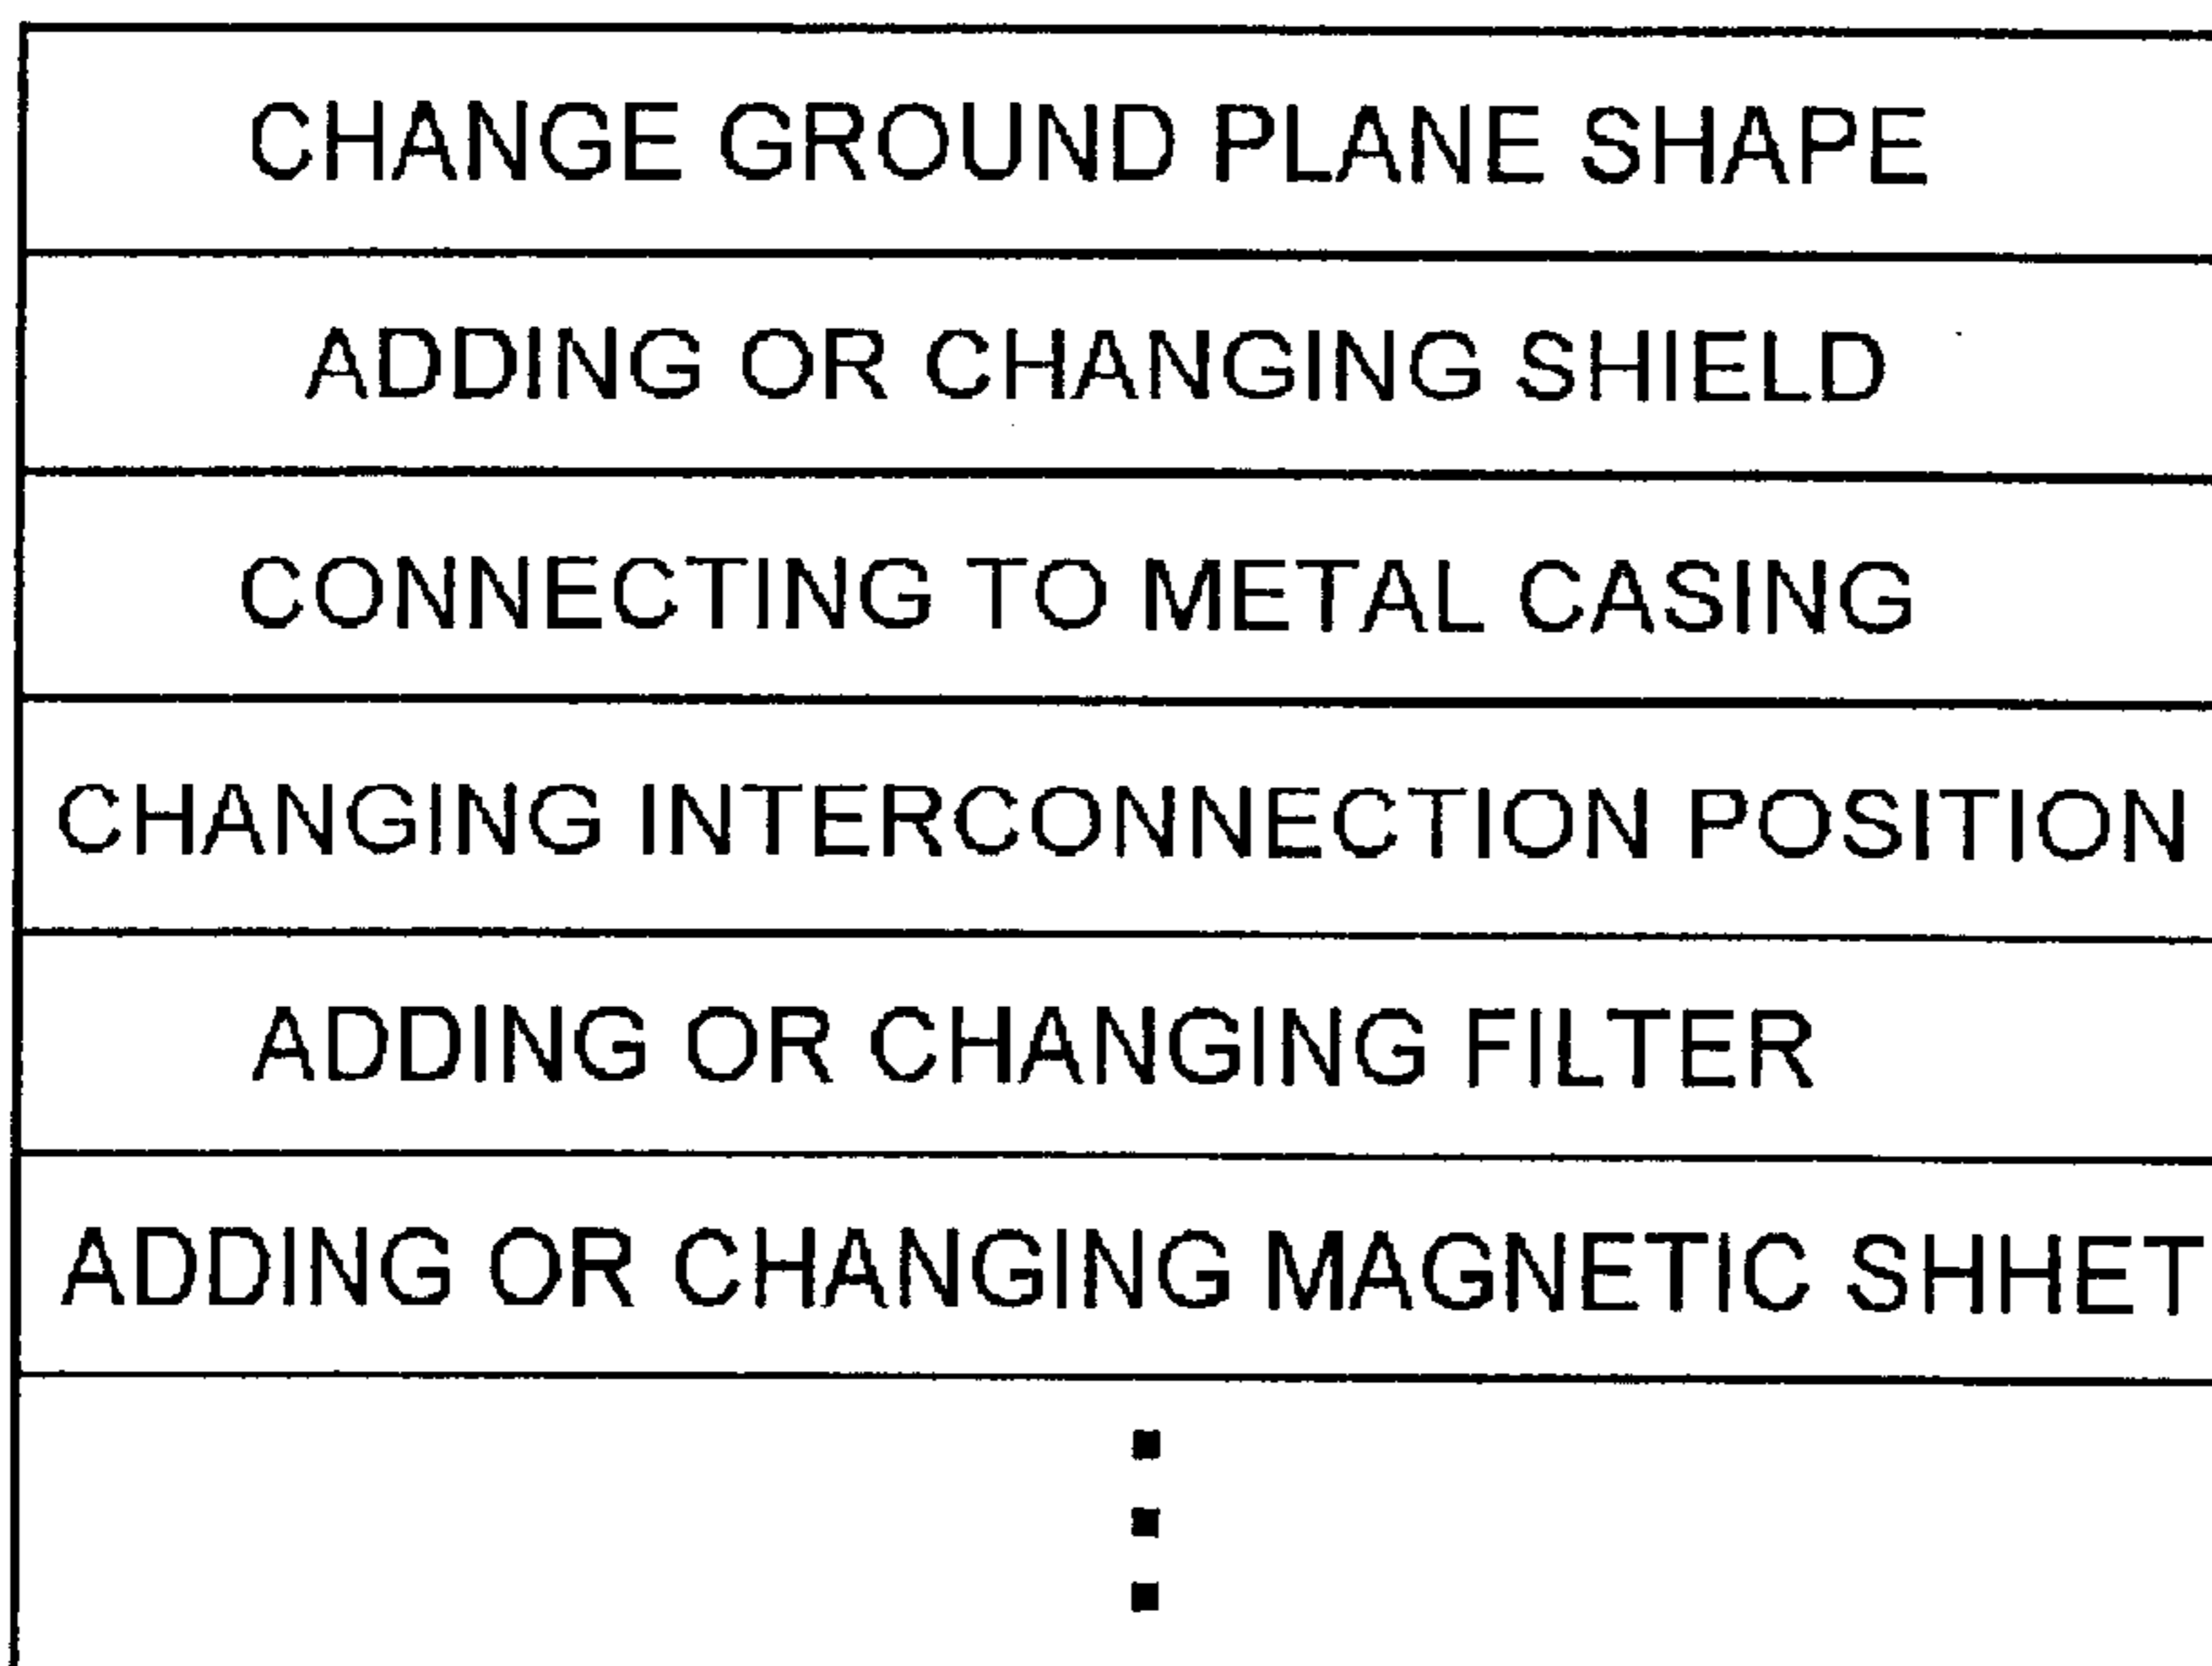 CHANGE GROUND PLANE SHAPE
ADDING OR CHANGING SHIELD
CONNECTING TO METAL CASING
CHANGING INTERCONNECTION POSITION
ADDING OR CHANGING FILTER
ADDING OR CHANGING MAGNETIC SHHET